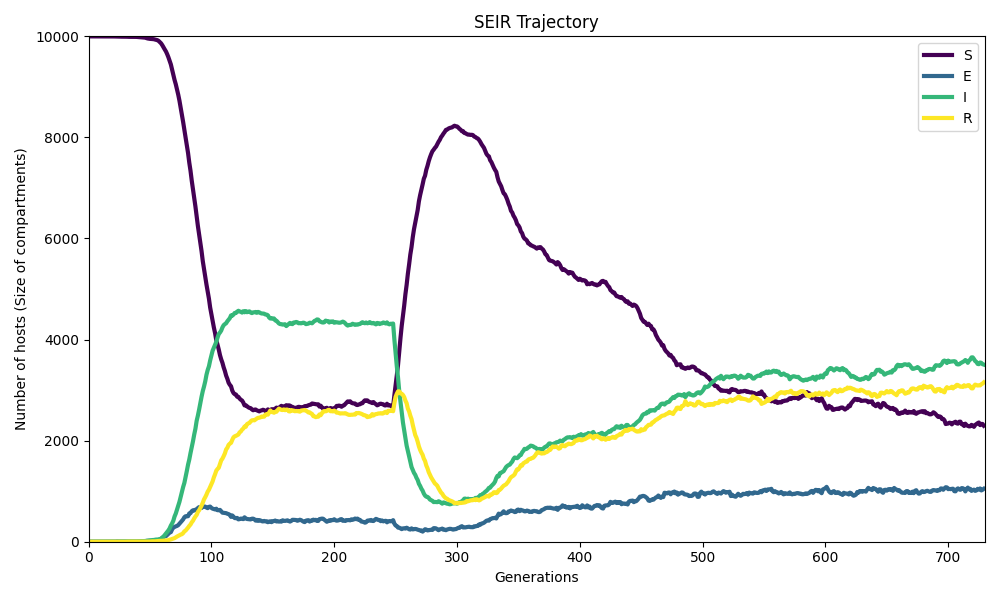 SEIR Trajectory
Number of hosts (Size of compartments)
10000
8000
6000
4000
2000
0
0 100 200 300 400 500 600 700
Generations
S
E
I
R